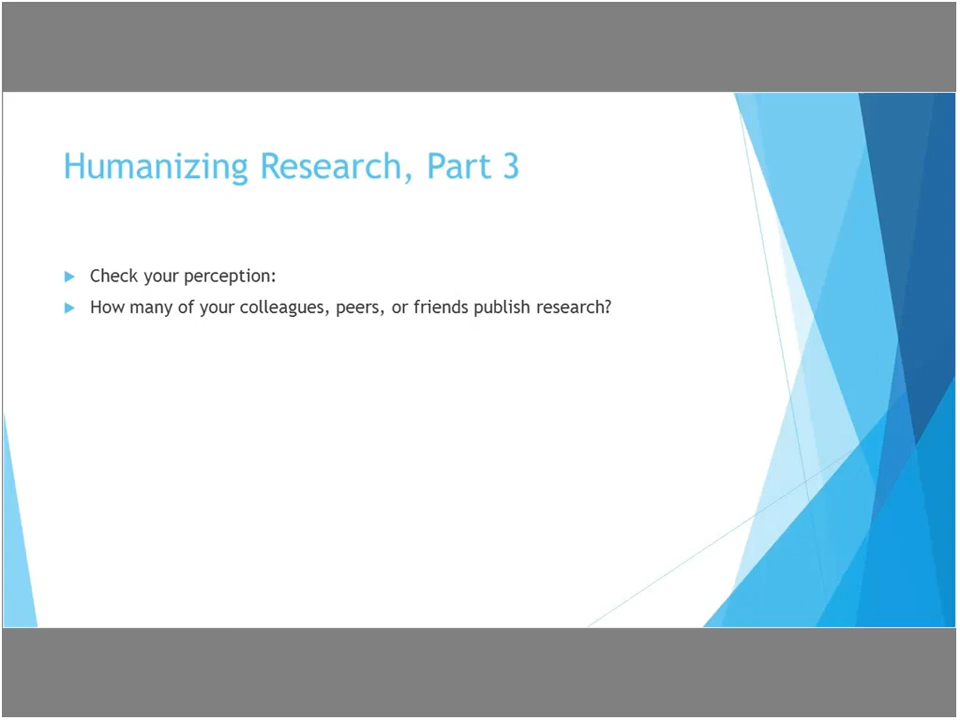 Humanizing Research, Part 3
Check your perception:
How many of your colleagues, peers, or friends publish research?